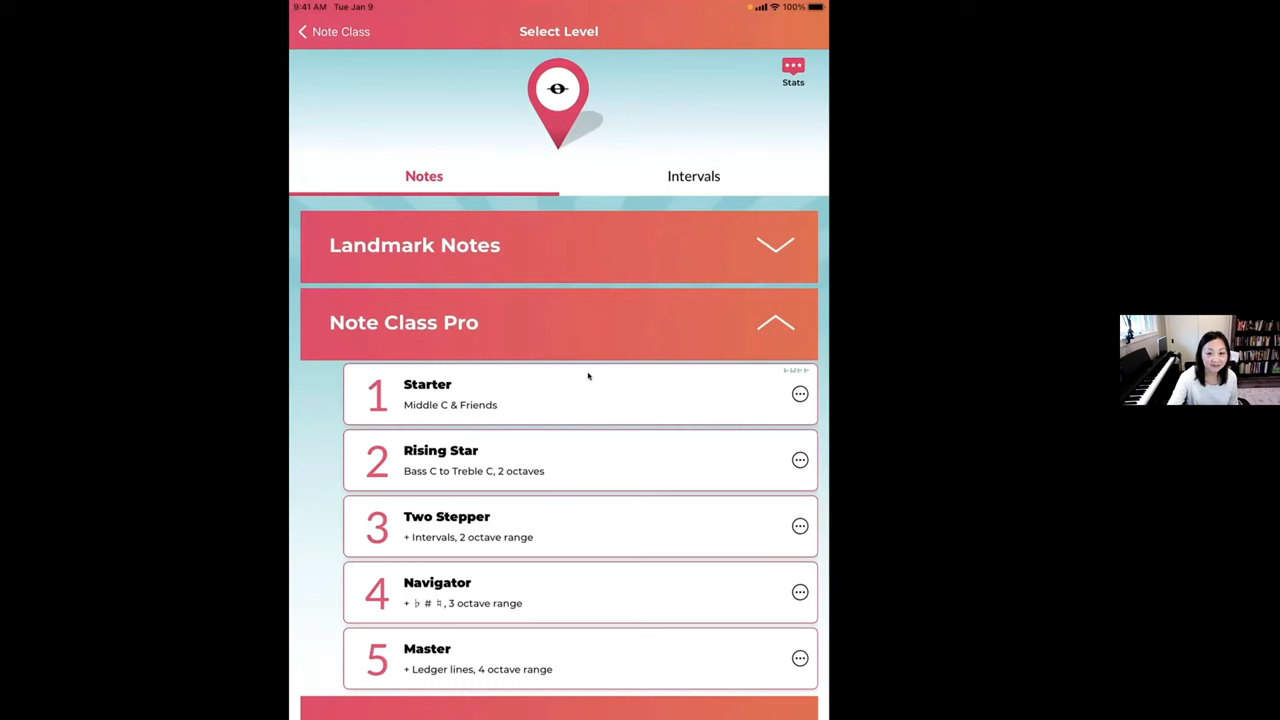 9:41 AM Tue Jan 9 100%
Note Class Select Level
Stats
Notes Intervals
Landmark Notes
Note Class Pro
1 Starter
Middle C & Friends
2 Rising Star
Bass C to Treble C, 2 octaves
3 Two Stepper
+ Intervals, 2 octave range
4 Navigator
+ ♭ # ♮, 3 octave range
5 Master
+ Ledger lines, 4 octave range